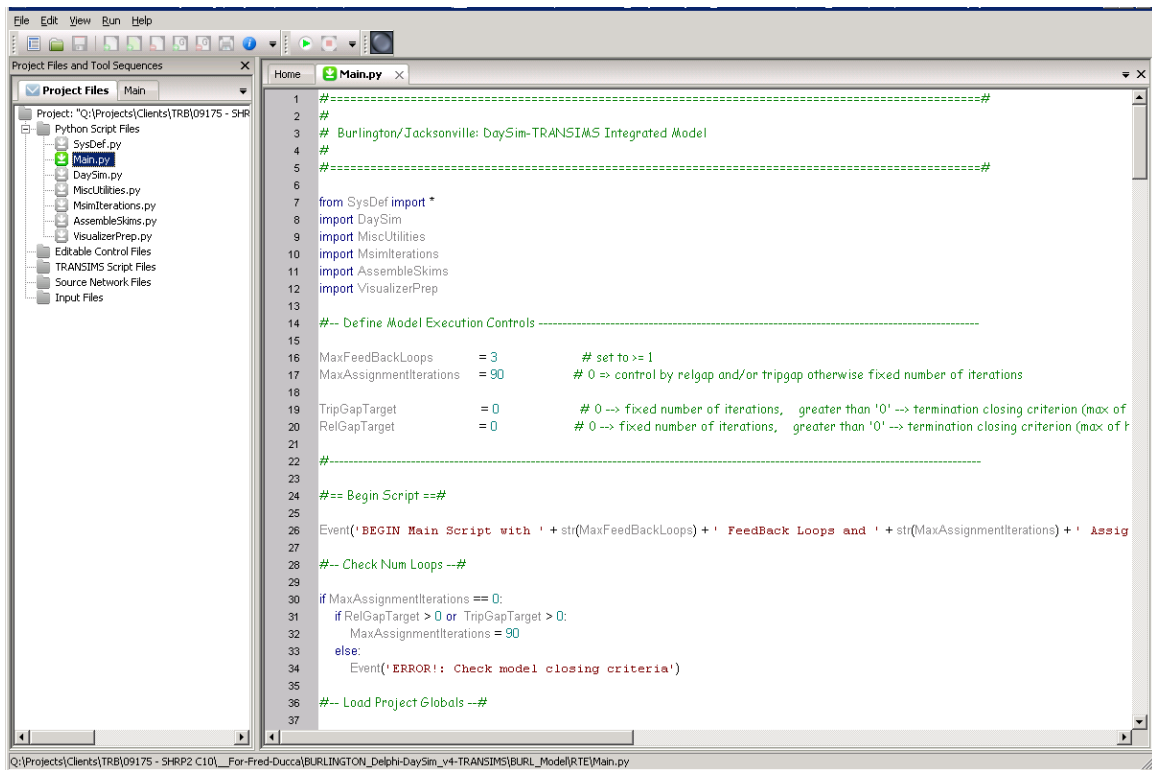 File Edit View Run Help
Project Files and Tool Sequences
Project Files Main
Project: "Q:\Projects\Clients\TRB\09175 - SHR
Python Script Files
SysDef.py
Main.py
DaySim.py
MiscUtilities.py
MsimIterations.py
AssembleSkims.py
VisualizerPrep.py
Editable Control Files
TRANSIMS Script Files
Source Network Files
Input Files
Home Main.py
1 #==============================================================================#
2 #
3 # Burlington/Jacksonville: DaySim-TRANSIMS Integrated Model
4 #
5 #==============================================================================#
6
7 from SysDef import *
8 import DaySim
9 import MiscUtilities
10 import MsimIterations
11 import AssembleSkims
12 import VisualizerPrep
13
14 #-- Define Model Execution Controls ------------------------------------------------------------
15
16 MaxFeedBackLoops = 3 # set to >= 1
17 MaxAssignmentIterations = 90 # 0 => control by relgap and/or tripgap otherwise fixed number of iterations
18
19 TripGapTarget = 0 # 0 --> fixed number of iterations, greater than '0' --> termination closing criterion (max of
20 RelGapTarget = 0 # 0 --> fixed number of iterations, greater than '0' --> termination closing criterion (max of h
21
22 #------------------------------------------------------------------------------------------
23
24 #== Begin Script ==#
25
26 Event('BEGIN Main Script with ' + str(MaxFeedBackLoops) + ' FeedBack Loops and ' + str(MaxAssignmentIterations) + ' Assig
27
28 #-- Check Num Loops --#
29
30 if MaxAssignmentIterations == 0:
31 if RelGapTarget > 0 or TripGapTarget > 0:
32 MaxAssignmentIterations = 90
33 else:
34 Event('ERROR!: Check model closing criteria')
35
36 #-- Load Project Globals --#
37
Q:\Projects\Clients\TRB\09175 - SHRP2 C10\__For-Fred-Ducca\BURLINGTON_Delphi-DaySim_v4-TRANSIMS\BURL_Model\RTE\Main.py